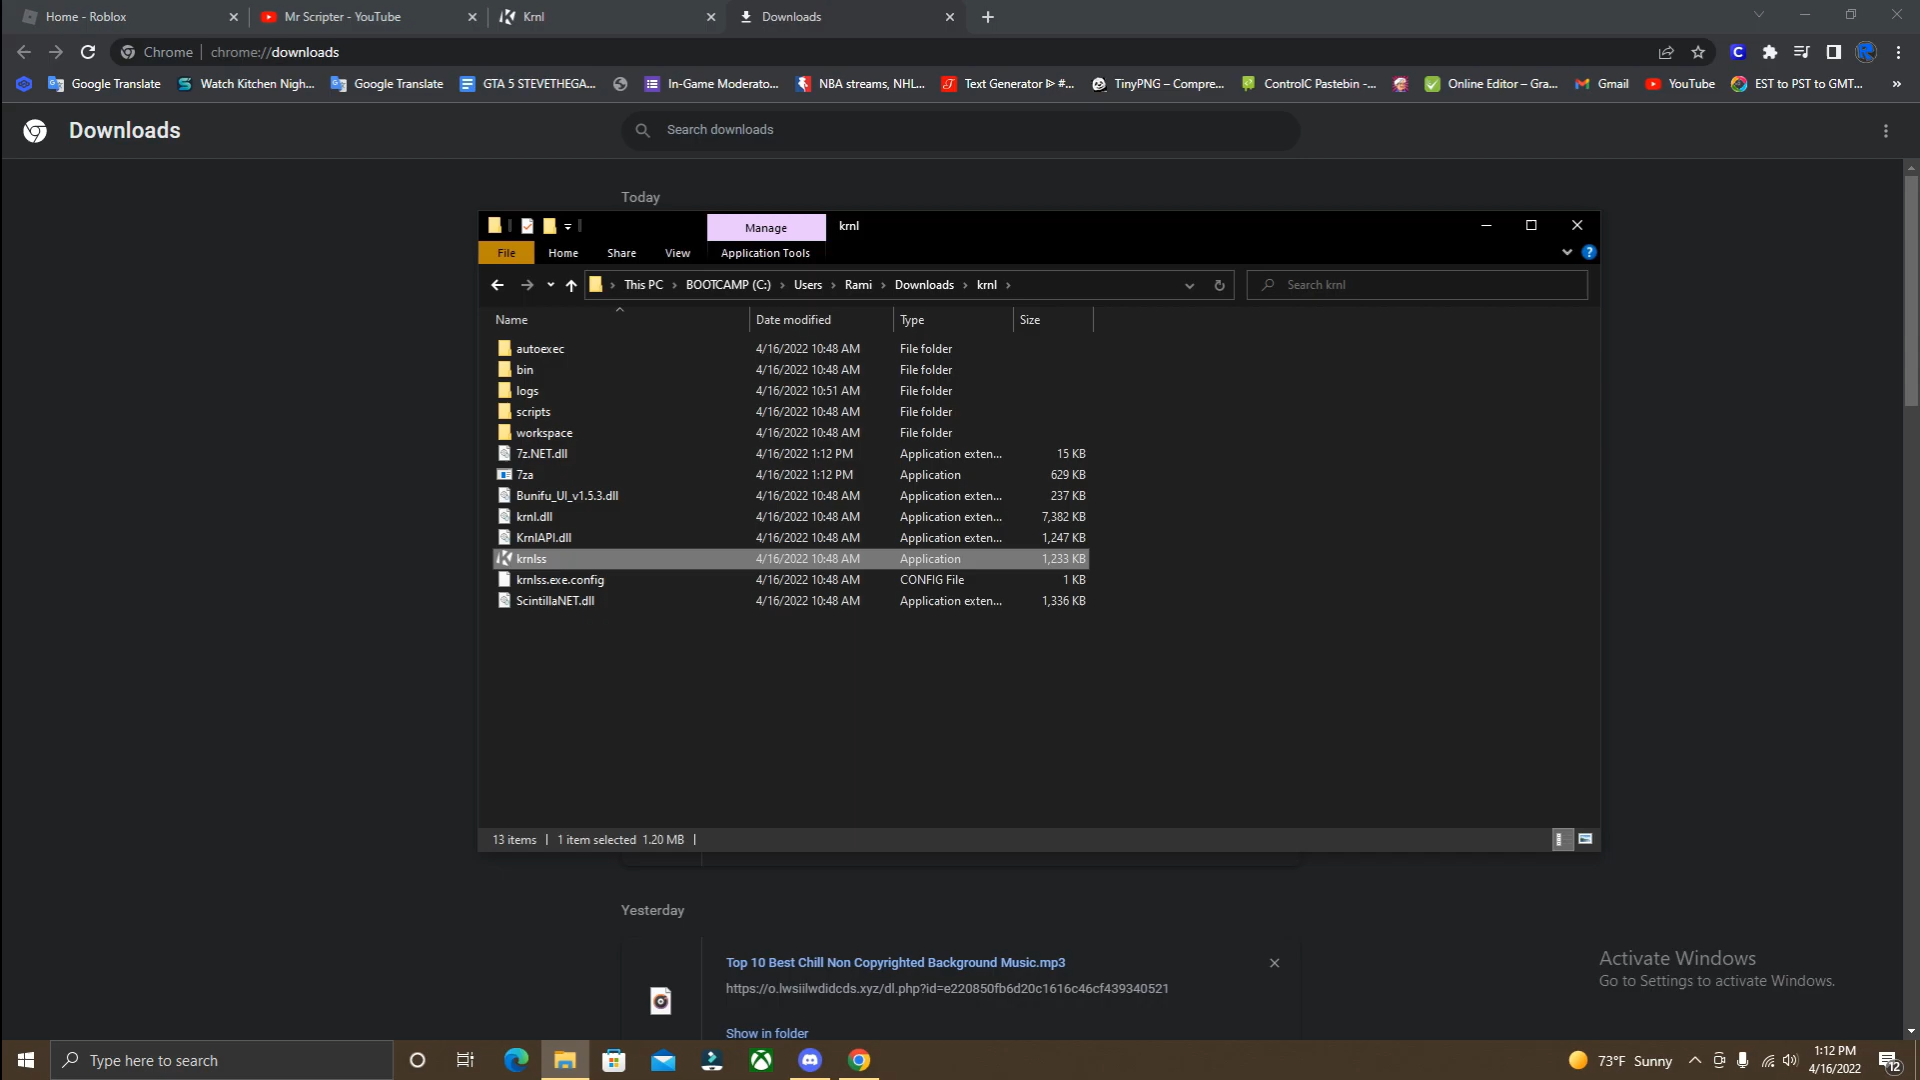 Home - Roblox
Mr Scripter - YouTube
Krnl
Downloads
Chrome | chrome://downloads
Google Translate
Watch Kitchen Nigh...
Google Translate
GTA 5 STEVETHEGA...
In-Game Moderato...
NBA streams, NHL...
Text Generator ᐅ #...
TinyPNG – Compre...
ControlC Pastebin -...
Online Editor – Gra...
Gmail
YouTube
EST to PST to GMT...
»
Downloads
Search downloads
Today
Manage
krnl
File
Home
Share
View
Application Tools
This PC > BOOTCAMP (C:) > Users > Rami > Downloads > krnl >
Search krnl
Name Date modified Type Size
autoexec 4/16/2022 10:48 AM File folder
bin 4/16/2022 10:48 AM File folder
logs 4/16/2022 10:51 AM File folder
scripts 4/16/2022 10:48 AM File folder
workspace 4/16/2022 10:48 AM File folder
7z.NET.dll 4/16/2022 1:12 PM Application exten... 15 KB
7za 4/16/2022 1:12 PM Application 629 KB
Bunifu_UI_v1.5.3.dll 4/16/2022 10:48 AM Application exten... 237 KB
krnl.dll 4/16/2022 10:48 AM Application exten... 7,382 KB
KrnlAPI.dll 4/16/2022 10:48 AM Application exten... 1,247 KB
krnlss 4/16/2022 10:48 AM Application 1,233 KB
krnlss.exe.config 4/16/2022 10:48 AM CONFIG File 1 KB
ScintillaNET.dll 4/16/2022 10:48 AM Application exten... 1,336 KB
13 items | 1 item selected 1.20 MB |
Yesterday
Top 10 Best Chill Non Copyrighted Background Music.mp3
https://o.lwsiilwdidcds.xyz/dl.php?id=e220850fb6d20c1616c46cf439340521
Show in folder
Activate Windows
Go to Settings to activate Windows.
Type here to search
73°F Sunny
1:12 PM
4/16/2022
12